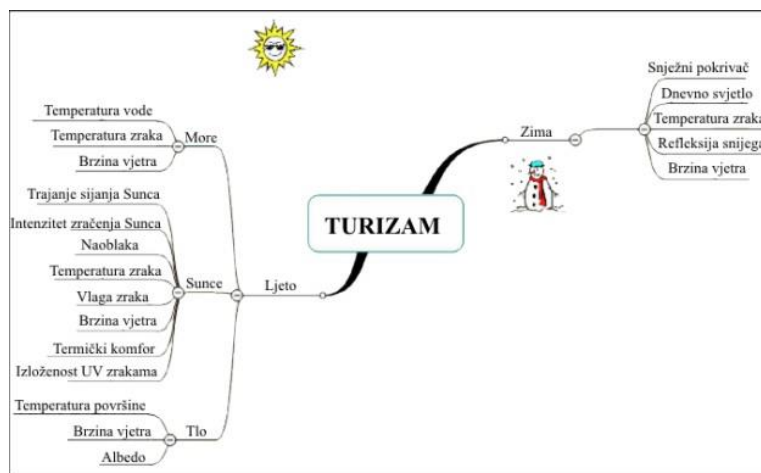 TURIZAM
Zima
Snježni pokrivač
Dnevno svjetlo
Temperatura zraka
Refleksija snijega
Brzina vjetra
Ljeto
More
Temperatura vode
Temperatura zraka
Brzina vjetra
Sunce
Trajanje sijanja Sunca
Intenzitet zračenja Sunca
Naoblaka
Temperatura zraka
Vlaga zraka
Brzina vjetra
Termički komfor
Izloženost UV zrakama
Tlo
Temperatura površine
Brzina vjetra
Albedo